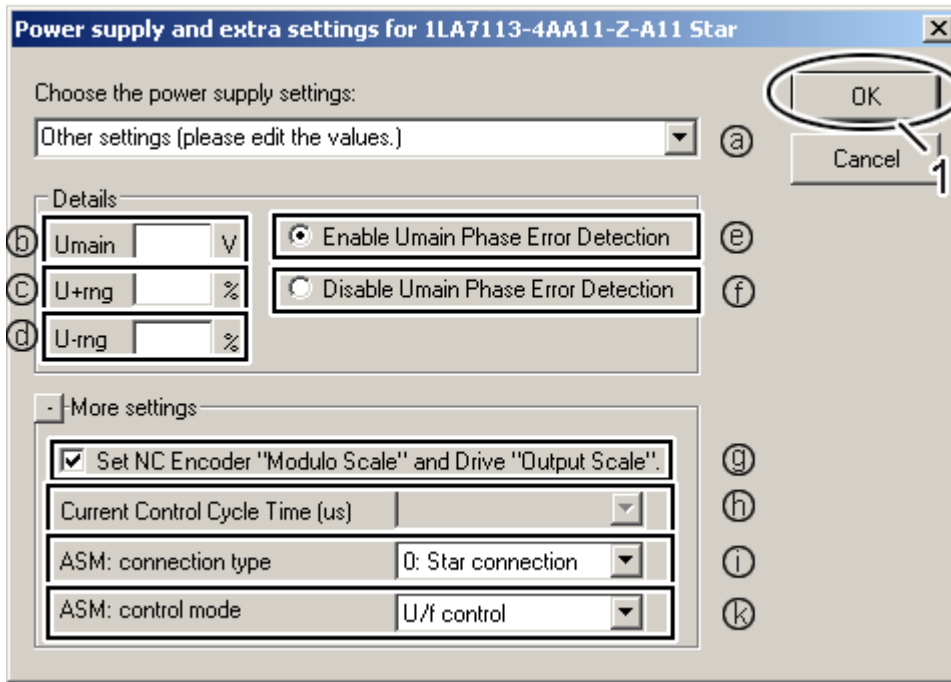 Power supply and extra settings for 1LA7113-4AA11-Z-A11 Star
Choose the power supply settings:
OK
Other settings (please edit the values.)
a
Cancel
1
Details
b Umain V
Enable Umain Phase Error Detection e
c U+rng %
Disable Umain Phase Error Detection f
d U-rng %
- More settings
Set NC Encoder "Modulo Scale" and Drive "Output Scale". g
Current Control Cycle Time (us) h
ASM: connection type 0: Star connection i
ASM: control mode U/f control k